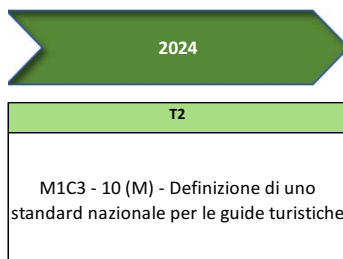 2024
T2
M1C3 - 10 (M) - Definizione di uno
standard nazionale per le guide turistiche